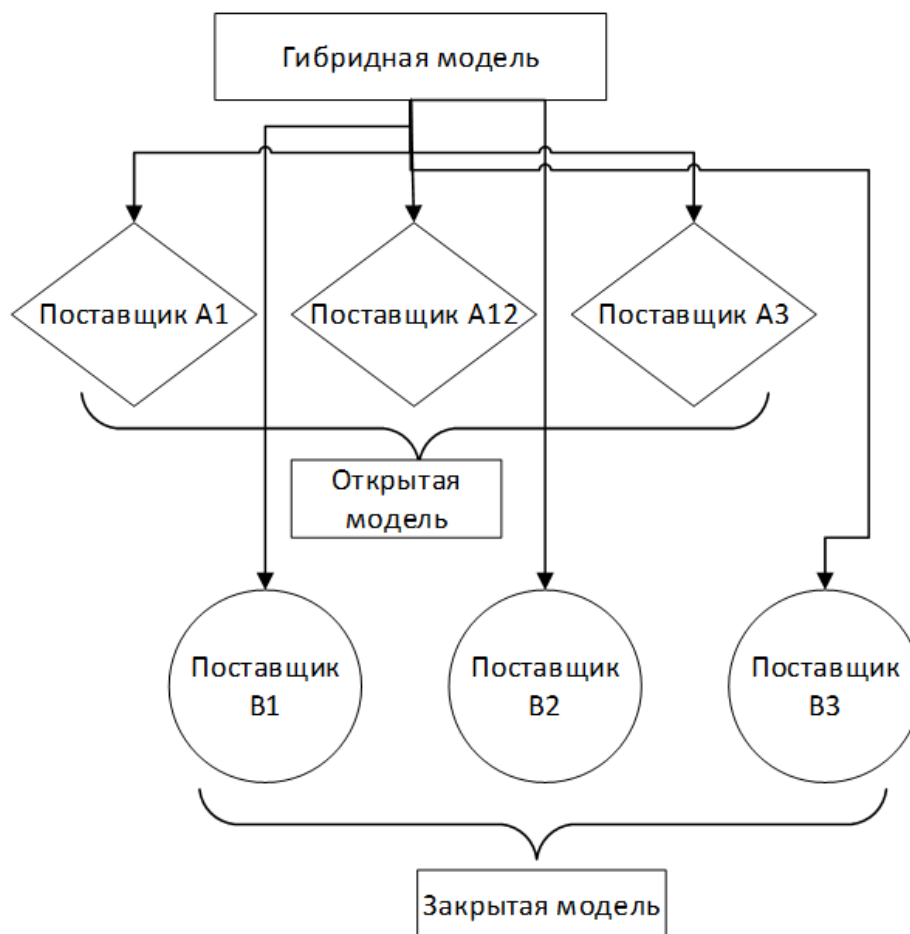 Гибридная модель
Поставщик А1
Поставщик А12
Поставщик А3
Открытая
модель
Поставщик
В1
Поставщик
В2
Поставщик
В3
Закрытая модель